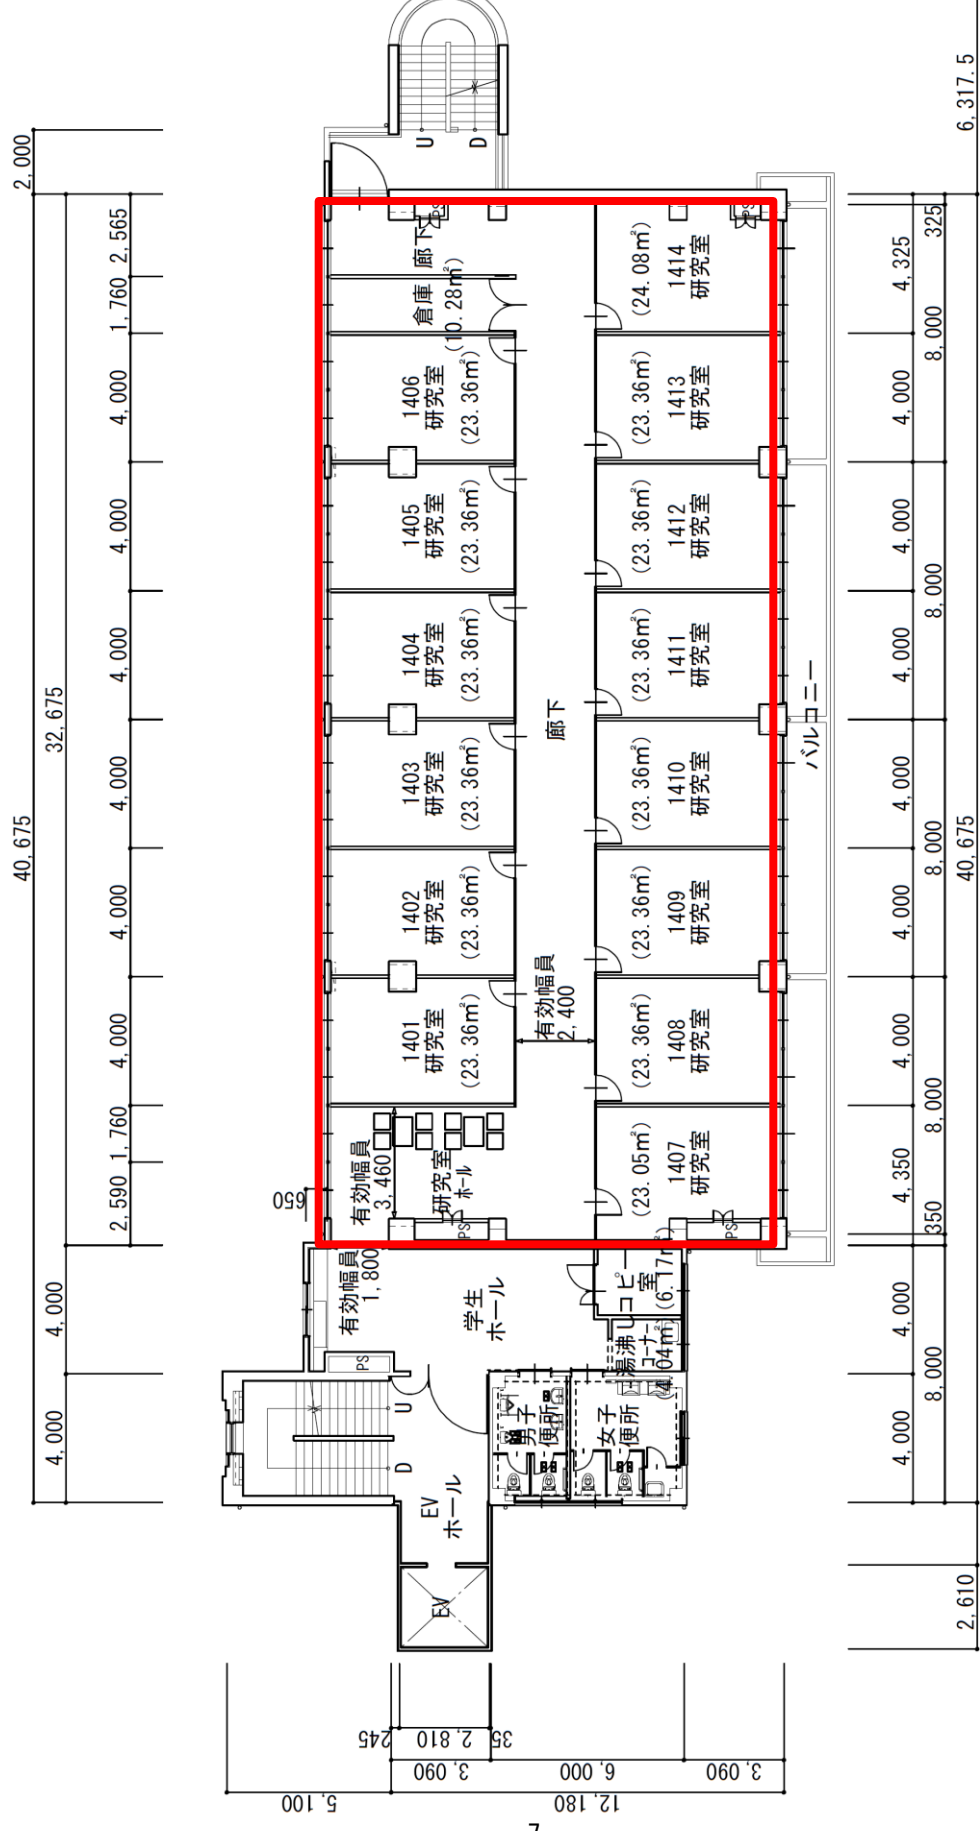 6,317.5
2,000
U
D
2,565
1,760
4,000
4,000
4,000
4,000
4,000
4,000
1,760
2,590
32,675
40,675
4,000
4,000
325
4,325
8,000
4,000
4,000
8,000
4,000
4,000
8,000
4,000
4,000
8,000
4,350
350
40,675
4,000
8,000
4,000
2,610
PS
廊下
倉庫
(10.28㎡)
PS
1414
研究室
(24.08㎡)
1406
研究室
(23.36㎡)
1413
研究室
(23.36㎡)
1405
研究室
(23.36㎡)
1412
研究室
(23.36㎡)
1404
研究室
(23.36㎡)
1411
研究室
(23.36㎡)
廊下
バルコニー
1403
研究室
(23.36㎡)
1410
研究室
(23.36㎡)
1402
研究室
(23.36㎡)
1409
研究室
(23.36㎡)
有効幅員
2,400
1401
研究室
(23.36㎡)
1408
研究室
(23.36㎡)
650
有効幅員
3,460
研究室
ホール
PS
1407
研究室
(23.05㎡)
PS
有効幅員
1,800
学生
ホール
コピー
室
(6.17㎡)
湯沸し
コーナー
PS
U
D
男子
便所
女子
便所
EV
ホール
EV
245
2,810
35
3,090
6,000
3,090
5,100
12,180